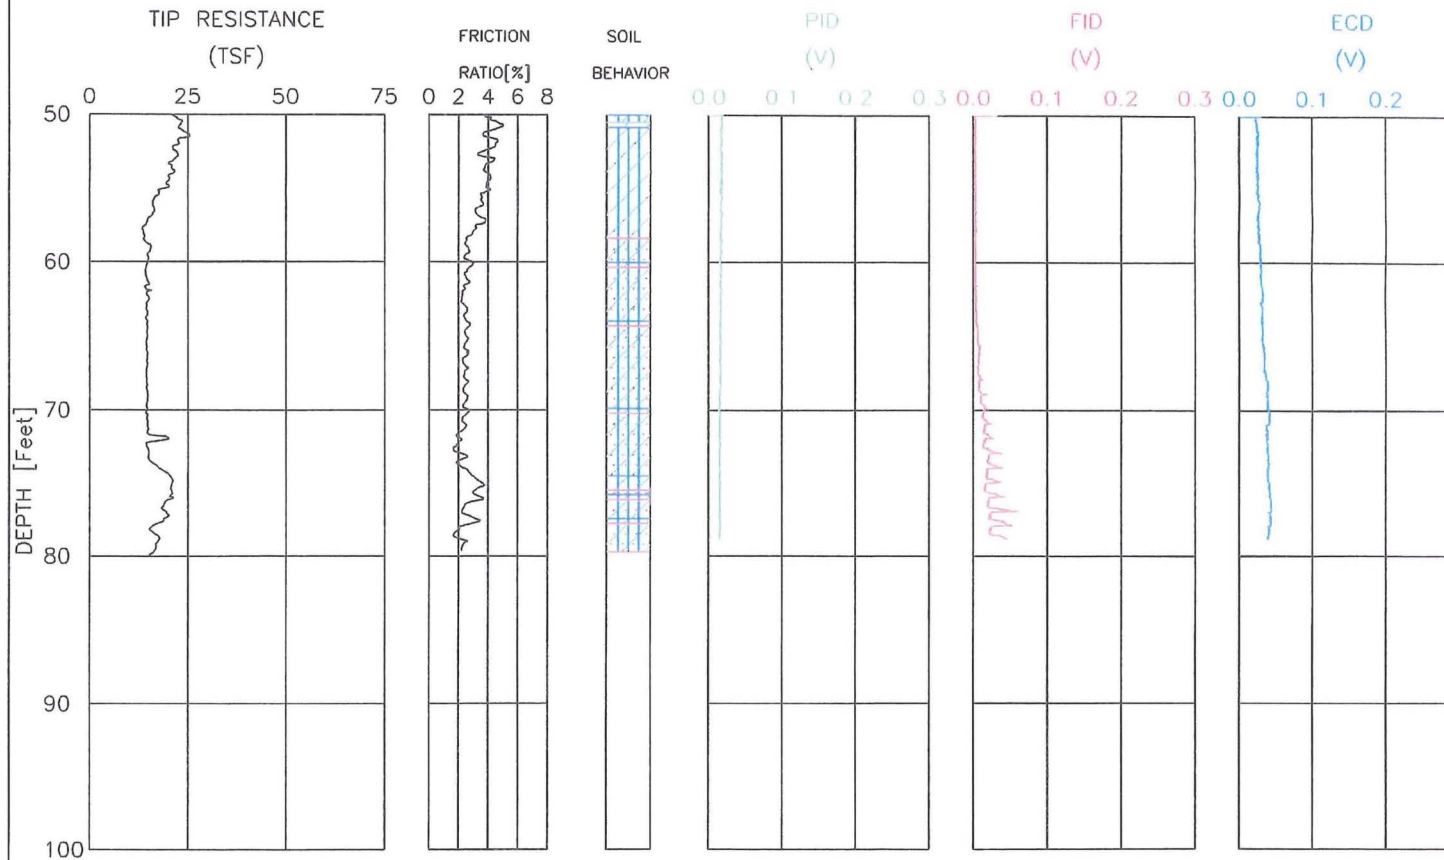 TIP RESISTANCE
(TSF)
FRICTION
RATIO[%]
SOIL
BEHAVIOR
PID
(V)
FID
(V)
ECD
(V)
0 25 50 75
0 2 4 6 8
0.0 0.1 0.2 0.3
0.0 0.1 0.2 0.3
0.0 0.1 0.2
50
60
70
80
90
100
DEPTH [Feet]